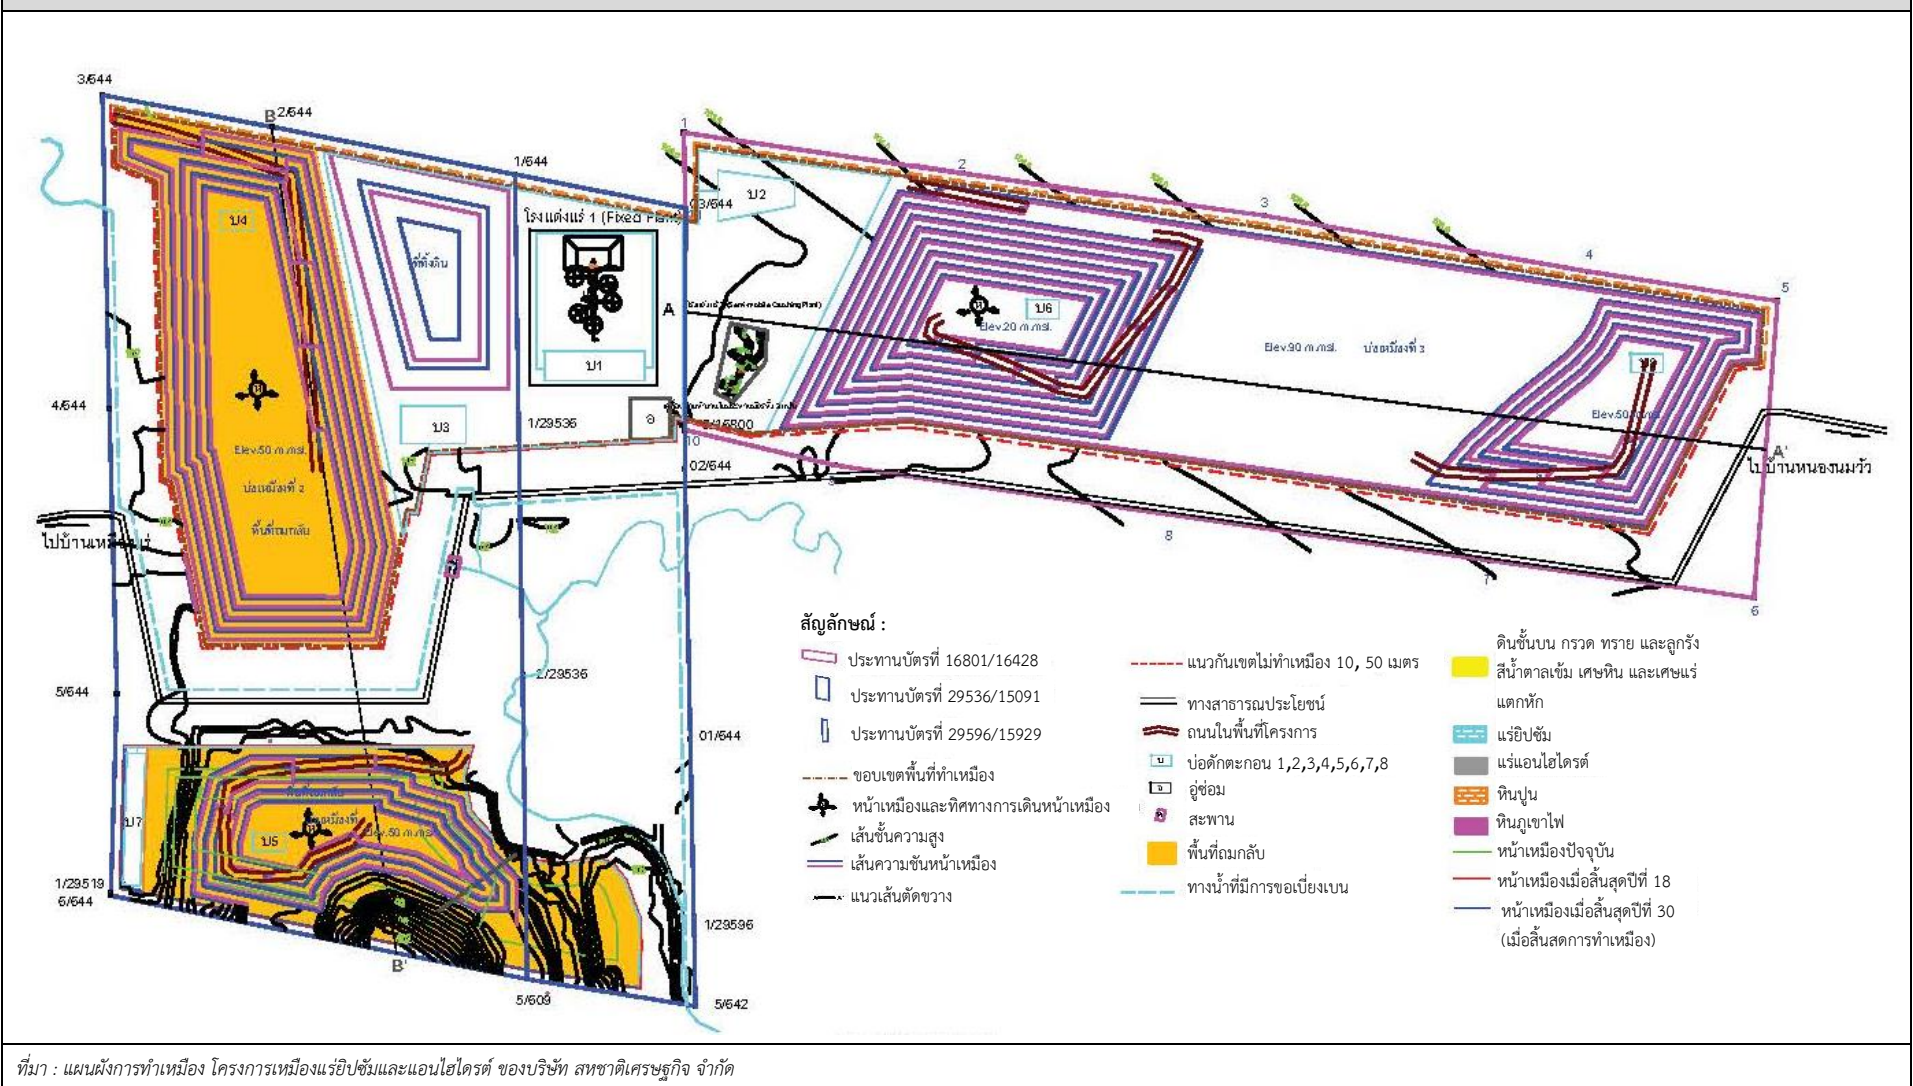 3/644
B
2/644
1/644
1
2
3
4
5
03/644
โรงแต่งแร่ 1 (Fixed Plant)
บ2
บ4
ที่ทิ้งดิน
A
บ6
Elev.20 m.msl.
Elev.90 m.msl.
บ่อเหมืองที่ 3
บ1
4/544
บ3
1/29536
อ
10
02/644
Elev.50 m.msl.
บ่อเหมืองที่ 2
พื้นที่ถมกลับ
A'
ไปบ้านหนองนมวัว
9
8
7
6
5/644
2/29536
01/644
บ7
บ5
Elev.50 m.msl.
1/29519
6/644
1/29596
B'
5/609
5/642
สัญลักษณ์ :
ประทานบัตรที่ 16801/16428
ประทานบัตรที่ 29536/15091
ประทานบัตรที่ 29596/15929
ขอบเขตพื้นที่ทำเหมือง
หน้าเหมืองและทิศทางการเดินหน้าเหมือง
เส้นชั้นความสูง
เส้นความชันหน้าเหมือง
แนวเส้นตัดขวาง
แนวกันเขตไม่ทำเหมือง 10, 50 เมตร
ทางสาธารณประโยชน์
ถนนในพื้นที่โครงการ
บ บ่อดักตะกอน 1,2,3,4,5,6,7,8
อ อู่ซ่อม
สะพาน
พื้นที่ถมกลับ
ทางน้ำที่มีการขอเบี่ยงเบน
ดินชั้นบน กรวด ทราย และลูกรัง
สีน้ำตาลเข้ม เศษหิน และเศษแร่
แตกหัก
แร่ยิปซัม
แร่แอนไฮไดรต์
หินปูน
หินภูเขาไฟ
หน้าเหมืองปัจจุบัน
หน้าเหมืองเมื่อสิ้นสุดปีที่ 18
หน้าเหมืองเมื่อสิ้นสุดปีที่ 30
(เมื่อสิ้นสุดการทำเหมือง)
ที่มา : แผนผังการทำเหมือง โครงการเหมืองแร่ยิปซัมและแอนไฮไดรต์ ของบริษัท สหชาติเศรษฐกิจ จำกัด